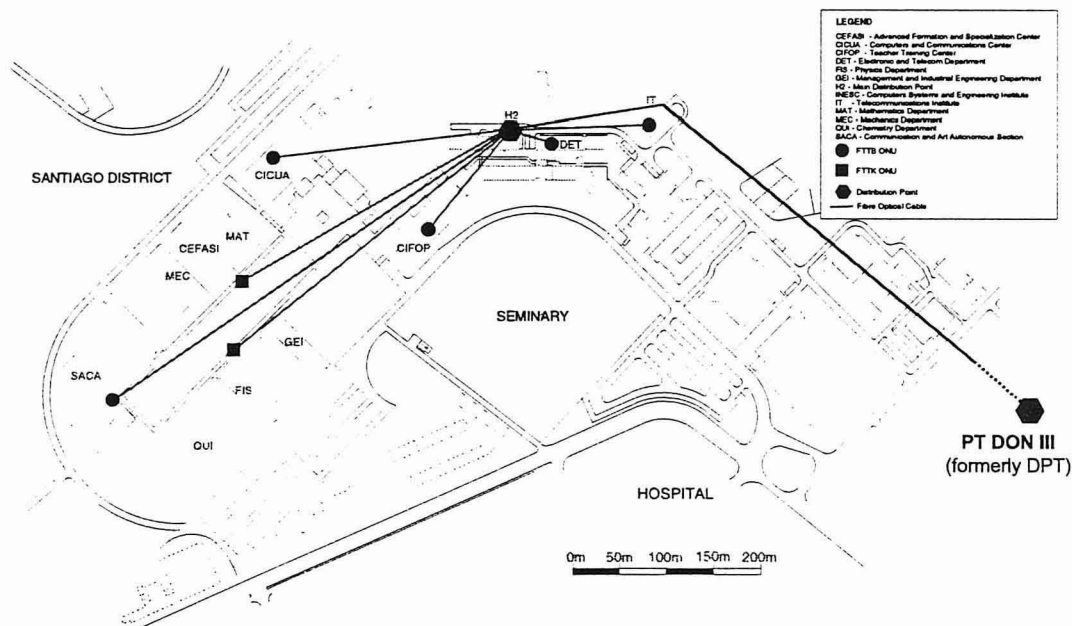 LEGEND
CEFASI - Advanced Formation and Specialization Center
CICUA - Computers and Communications Center
CIFOP - Teacher Training Center
DET - Electronic and Telecom Department
FIS - Physics Department
GEI - Management and Industrial Engineering Department
H2 - Main Distribution Point
INESC - Computers Systems and Engineering Institute
IT - Telecommunications Institute
MAT - Mathematics Department
MEC - Mechanics Department
QUI - Chemistry Department
SACA - Communication and Art Autonomous Section
FTTB ONU
FTTK ONU
Distribution Point
Fibre Optical Cable
IT
H2
DET
CICUA
SANTIAGO DISTRICT
CIFOP
MAT
CEFASI
MEC
SEMINARY
GEI
SACA
FIS
QUI
PT DON III
(formerly DPT)
HOSPITAL
0m 50m 100m 150m 200m